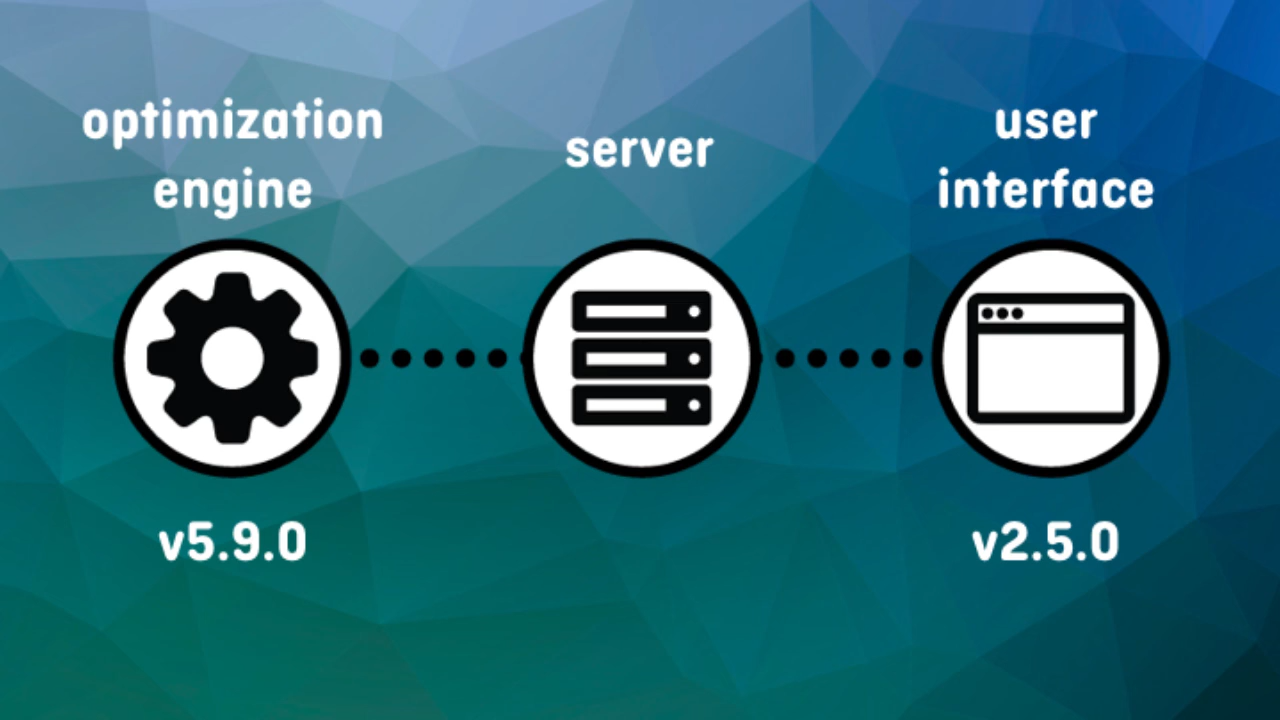 optimization
engine
server
user
interface
v5.9.0
v2.5.0